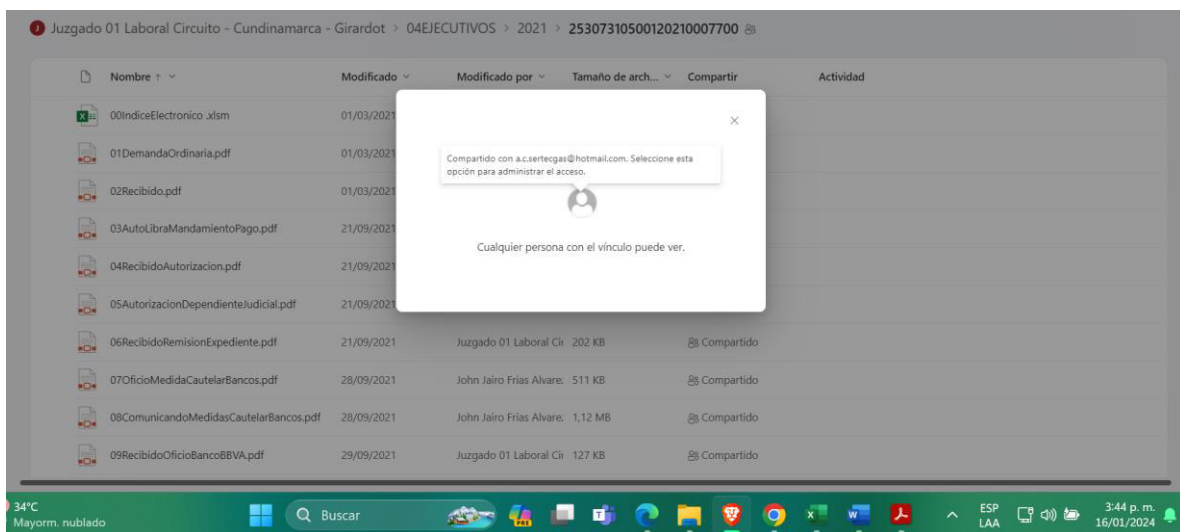 J Juzgado 01 Laboral Circuito - Cundinamarca - Girardot > 04EJECUTIVOS > 2021 > 25307310500120210007700
Nombre Modificado Modificado por Tamaño de arch... Compartir Actividad
00IndiceElectronico .xlsm 01/03/2021
01DemandaOrdinaria.pdf 01/03/2021
02Recibido.pdf 01/03/2021
03AutoLibraMandamientoPago.pdf 21/09/2021
04RecibidoAutorizacion.pdf 21/09/2021
05AutorizacionDependienteJudicial.pdf 21/09/2021
Compartido con a.c.sertecgas@hotmail.com. Seleccione esta
opción para administrar el acceso.
Cualquier persona con el vínculo puede ver.
06RecibidoRemisionExpediente.pdf 21/09/2021 Juzgado 01 Laboral Cir 202 KB Compartido
07OficioMedidaCautelarBancos.pdf 28/09/2021 John Jairo Frias Alvare: 511 KB Compartido
08ComunicandoMedidasCautelarBancos.pdf 28/09/2021 John Jairo Frias Alvare: 1,12 MB Compartido
09RecibidoOficioBancoBBVA.pdf 29/09/2021 Juzgado 01 Laboral Cir 127 KB Compartido
34°C
Mayorm. nublado
Buscar
PRE
ESP
LAA
3:44 p. m.
16/01/2024